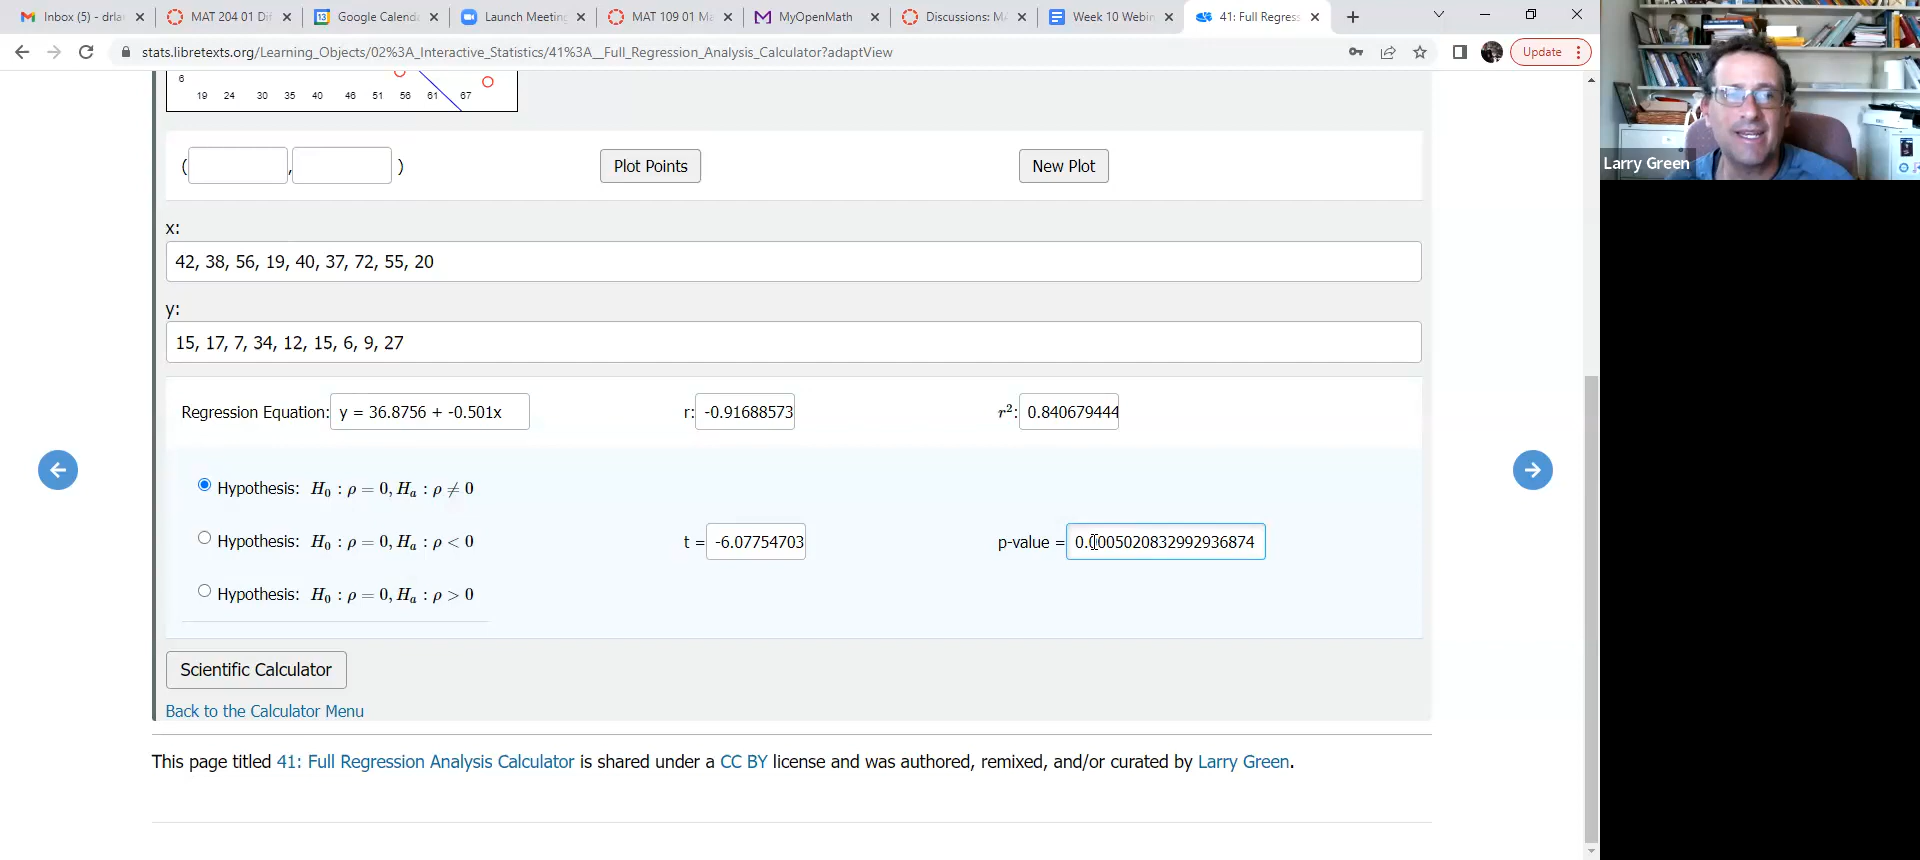 Inbox (5) - drla
MAT 204 01 Di
Google Calend
Launch Meetin
MAT 109 01 M
MyOpenMath
Discussions: M
Week 10 Webin
41: Full Regres
stats.libretexts.org/Learning_Objects/02%3A_Interactive_Statistics/41%3A__Full_Regression_Analysis_Calculator?adaptView
Update
6
19 24 30 35 40 46 51 56 61 67
( , )
Plot Points
New Plot
Larry Green
x:
42, 38, 56, 19, 40, 37, 72, 55, 20
y:
15, 17, 7, 34, 12, 15, 6, 9, 27
Regression Equation: y = 36.8756 + -0.501x r: -0.91688573 r²: 0.840679444
Hypothesis: H₀ : ρ = 0, Hₐ : ρ ≠ 0
Hypothesis: H₀ : ρ = 0, Hₐ : ρ < 0 t = -6.07754703 p-value = 0.0005020832992936874
Hypothesis: H₀ : ρ = 0, Hₐ : ρ > 0
Scientific Calculator
Back to the Calculator Menu
This page titled 41: Full Regression Analysis Calculator is shared under a CC BY license and was authored, remixed, and/or curated by Larry Green.